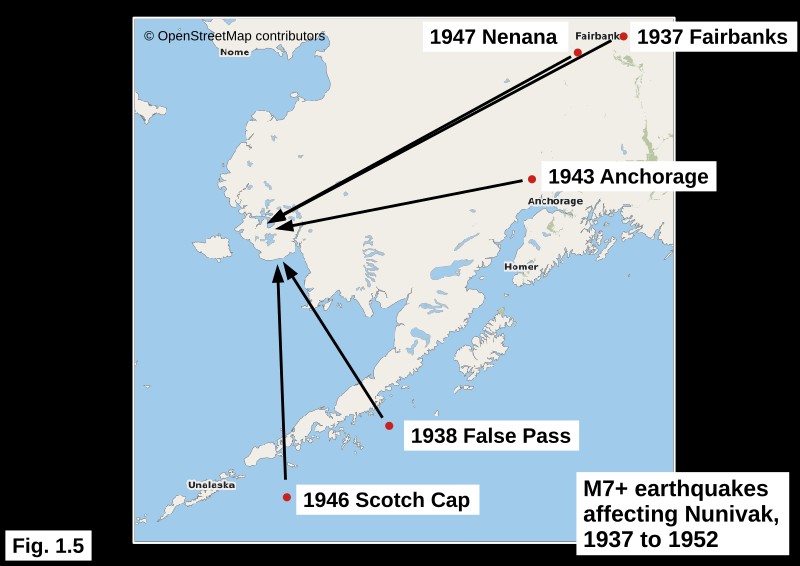 © OpenStreetMap contributors
Nome
1947 Nenana
Fairbank
1937 Fairbanks
1943 Anchorage
Anchorage
Homer
1938 False Pass
Unalaska
1946 Scotch Cap
M7+ earthquakes
affecting Nunivak,
1937 to 1952
Fig. 1.5